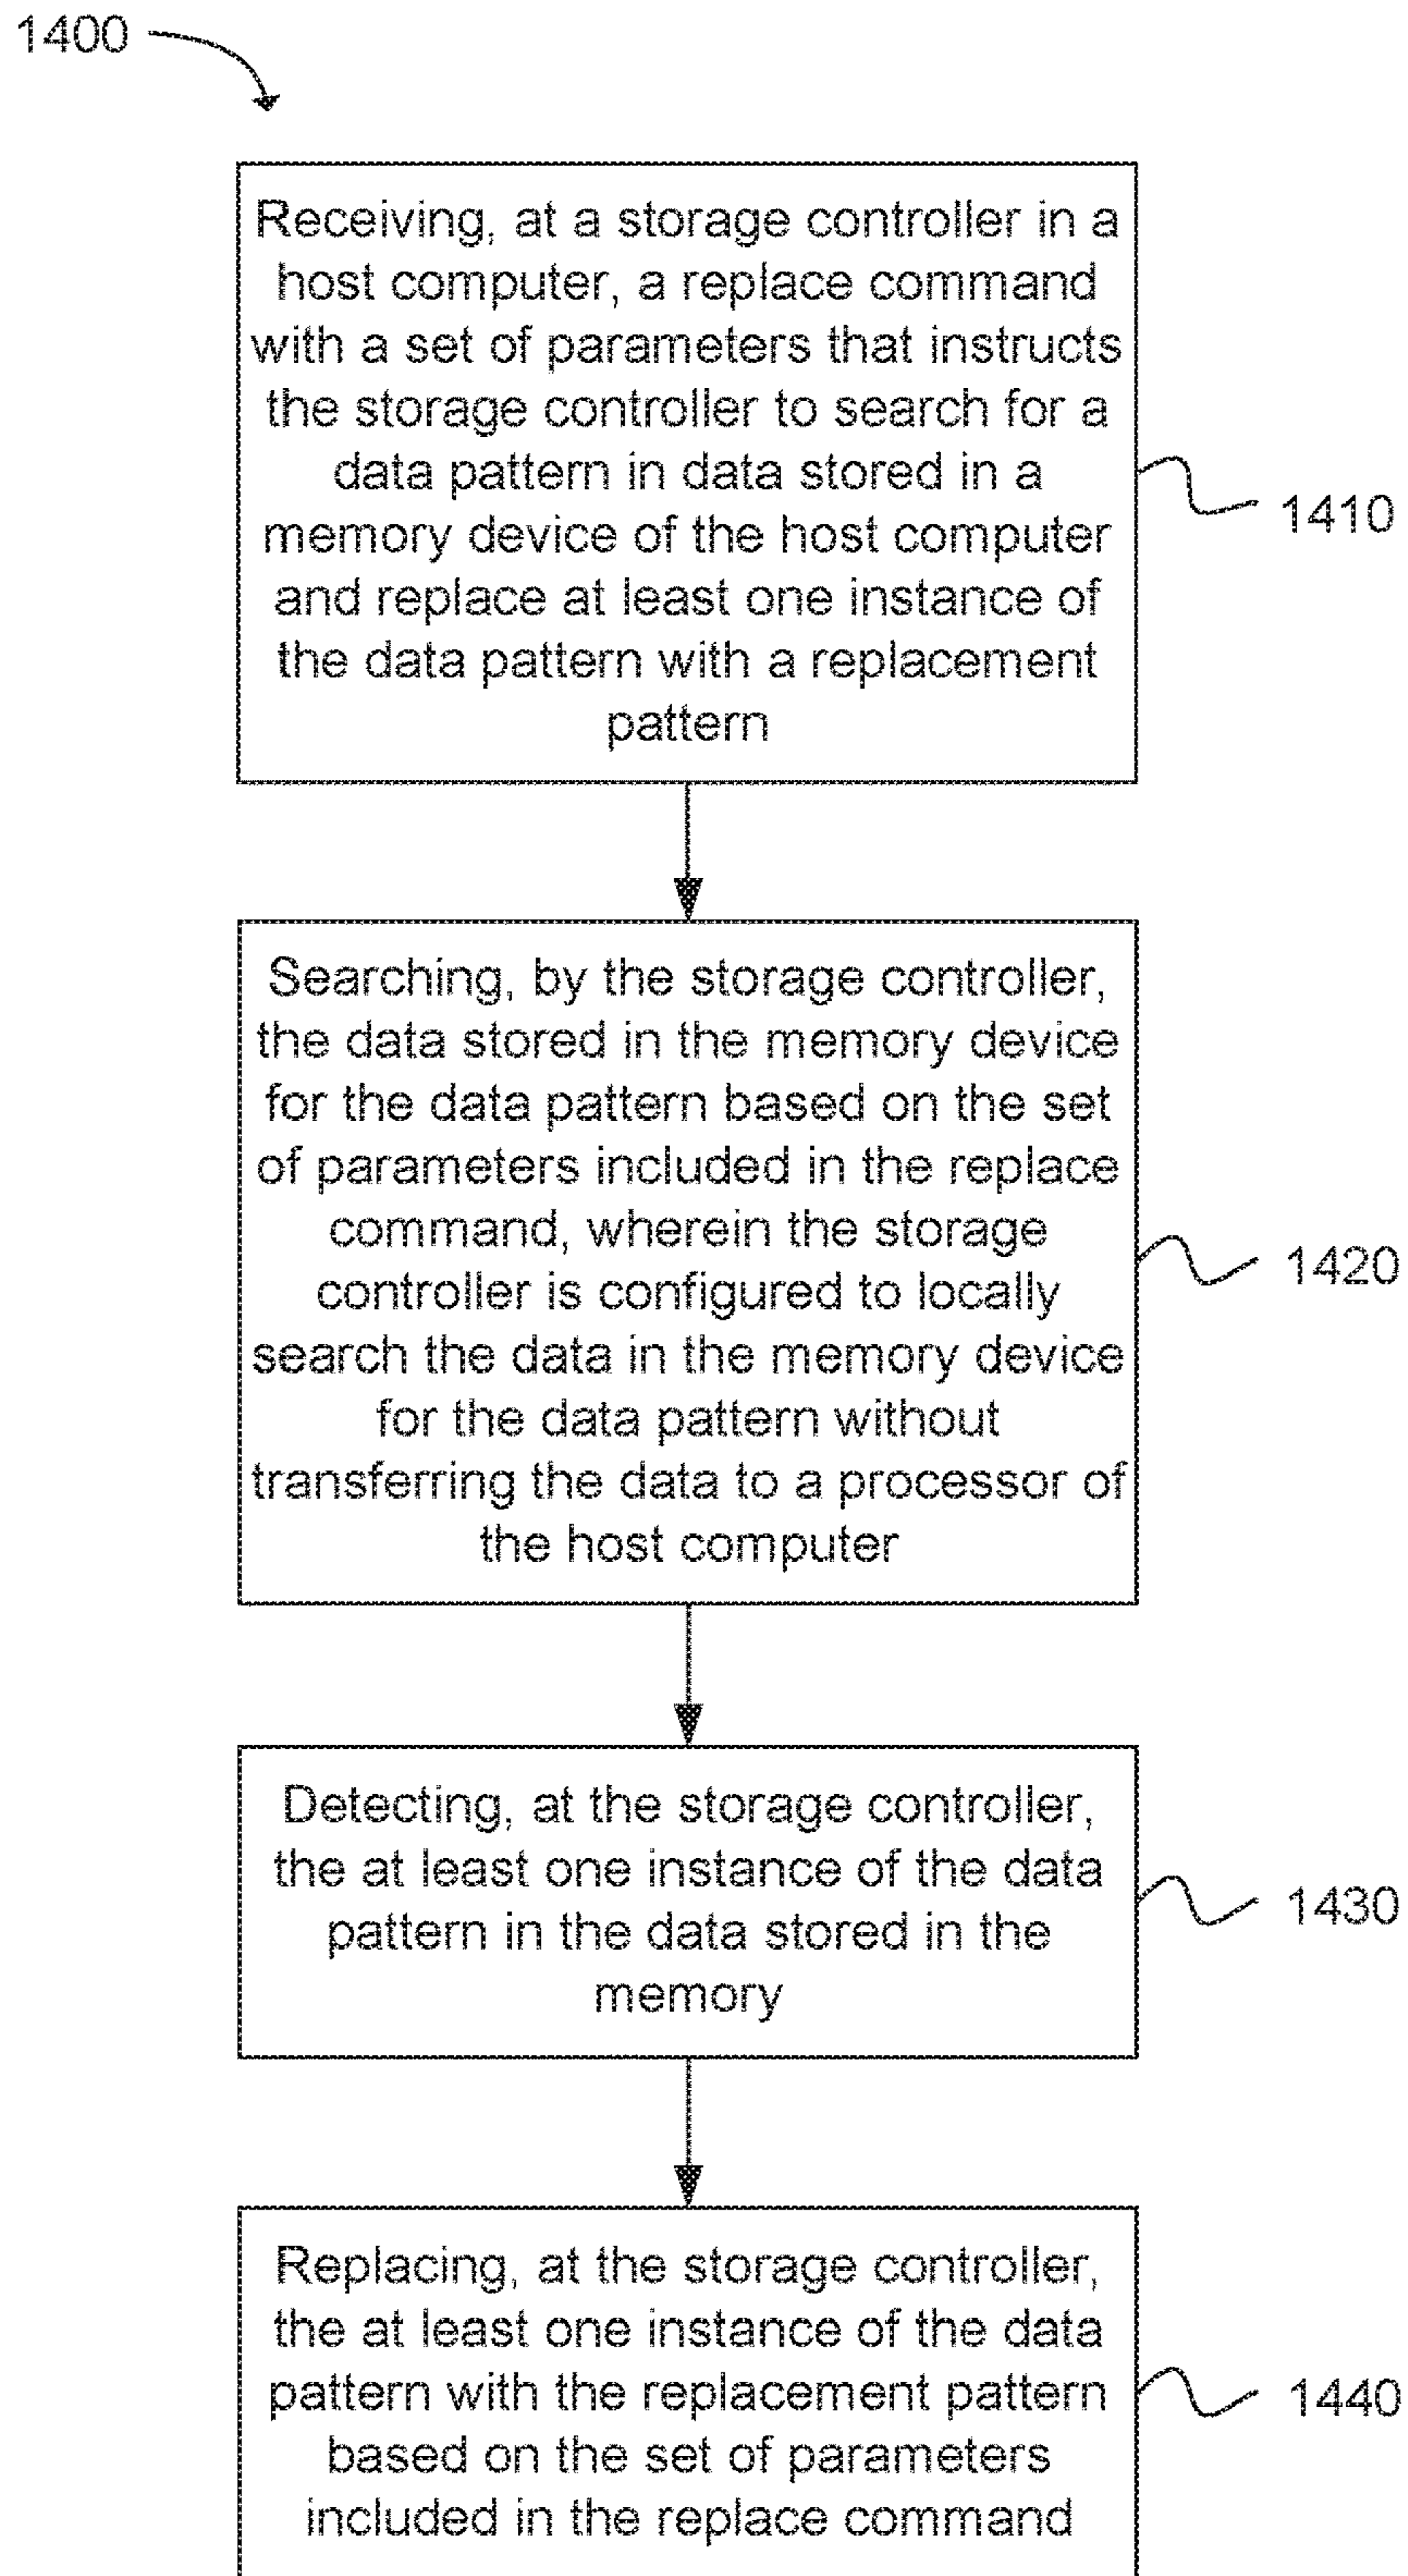 1400
Receiving, at a storage controller in a
host computer, a replace command
with a set of parameters that instructs
the storage controller to search for a
data pattern in data stored in a
memory device of the host computer
and replace at least one instance of
the data pattern with a replacement
pattern
1410
Searching, by the storage controller,
the data stored in the memory device
for the data pattern based on the set
of parameters included in the replace
command, wherein the storage
controller is configured to locally
search the data in the memory device
for the data pattern without
transferring the data to a processor of
the host computer
1420
Detecting, at the storage controller,
the at least one instance of the data
pattern in the data stored in the
memory
1430
Replacing, at the storage controller,
the at least one instance of the data
pattern with the replacement pattern
based on the set of parameters
included in the replace command
1440